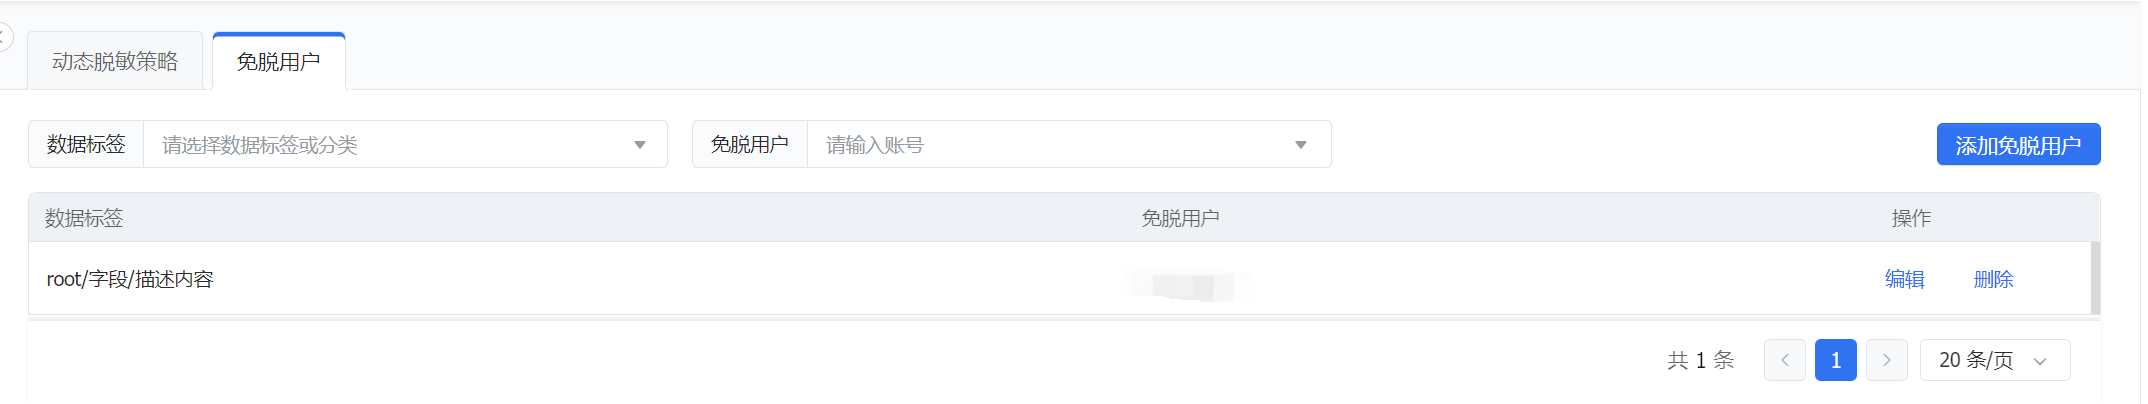 动态脱敏策略 免脱用户
数据标签 请选择数据标签或分类 免脱用户 请输入账号 添加免脱用户
数据标签 免脱用户 操作
root/字段/描述内容 编辑 删除
共 1 条 1 20 条/页